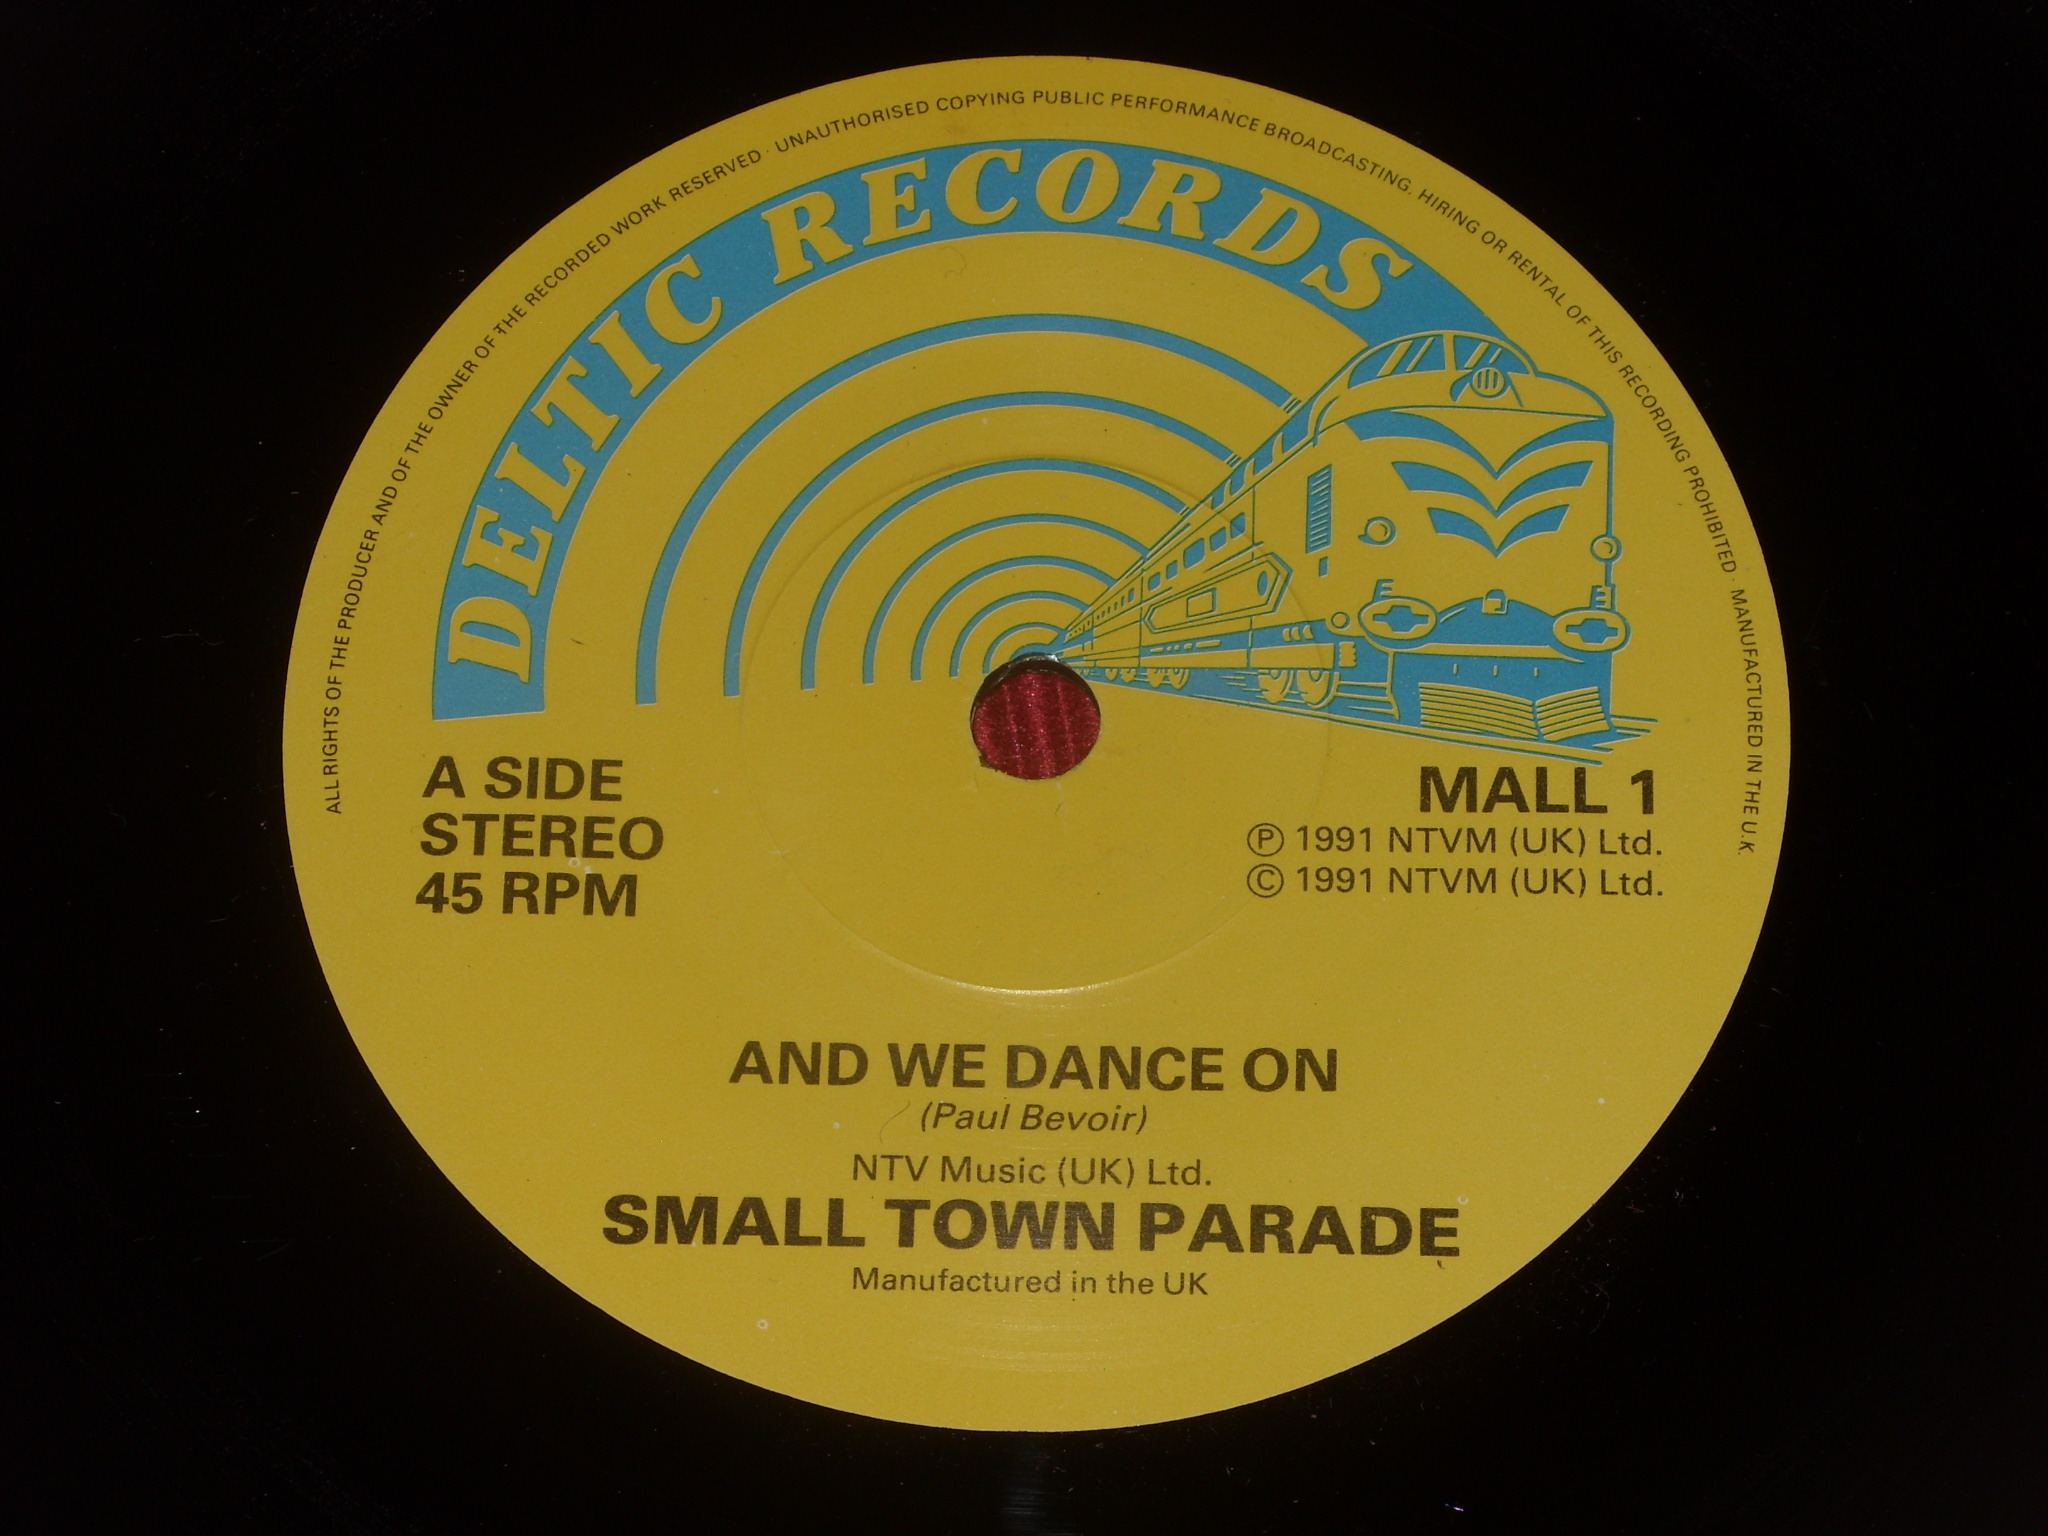 ALL RIGHTS OF THE PRODUCER AND OF THE OWNER OF THE RECORDED WORK RESERVED · UNAUTHORISED COPYING PUBLIC PERFORMANCE BROADCASTING, HIRING OR RENTAL OF THIS RECORDING PROHIBITED · MANUFACTURED IN THE U.K.
DELTIC RECORDS
A SIDE
STEREO
45 RPM
MALL 1
℗ 1991 NTVM (UK) Ltd.
© 1991 NTVM (UK) Ltd.
AND WE DANCE ON
(Paul Bevoir)
NTV Music (UK) Ltd.
SMALL TOWN PARADE
Manufactured in the UK